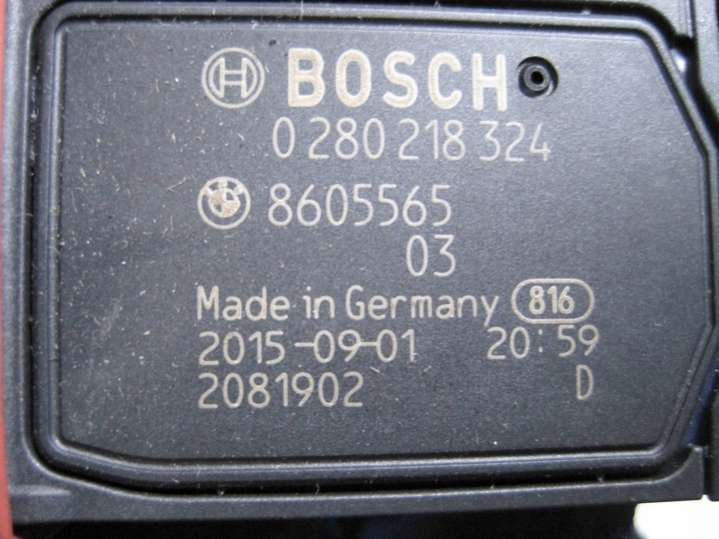 BOSCH
0 280 218 324
8605565
03
Made in Germany 816
2015-09-01 20:59
2081902 D